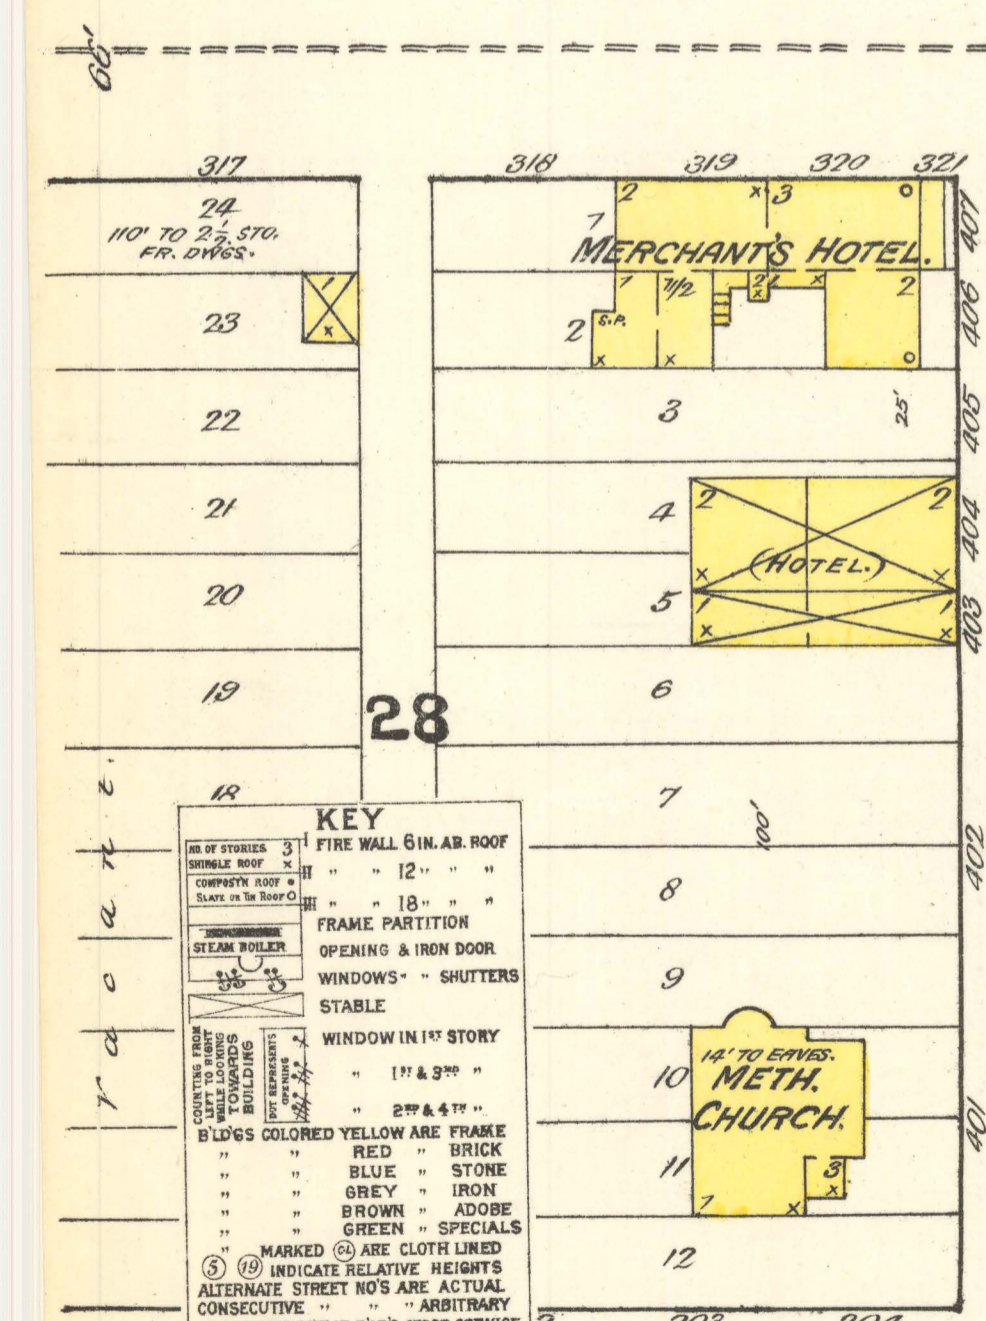 66'
317
318
319
320
321
24
110' TO 2½ STO.
FR. DWGS.
2
x
3
o
1
MERCHANT'S HOTEL.
407
23
1
x
2
S.P.
x
1
1½
x
2
x
1
x
2
o
406
22
3
25'
405
21
4
2
2
404
(HOTEL.)
x
x
20
5
1
1
x
x
403
19
6
28
18
7
100'
402
8
9
10
14' TO EAVES.
METH.
CHURCH.
401
11
3
x
1
x
12
KEY
NO. OF STORIES 3
SHINGLE ROOF x
COMPOST'N ROOF •
SLATE OR TIN ROOF O
STEAM BOILER
FIRE WALL 6 IN. AB. ROOF
" " 12 " " "
" " 18 " " "
FRAME PARTITION
OPENING & IRON DOOR
WINDOWS " " SHUTTERS
STABLE
COUNTING FROM
LEFT TO RIGHT
WHILE LOOKING
TOWARDS
BUILDING
DOT REPRESENTS
OPENING
WINDOW IN 1ST STORY
" 1ST & 3RD "
" 2ND & 4TH "
B'LD'GS COLORED YELLOW ARE FRAME
" " RED " BRICK
" " BLUE " STONE
" " GREY " IRON
" " BROWN " ADOBE
" " GREEN " SPECIALS
" MARKED CL ARE CLOTH LINED
5 19 INDICATE RELATIVE HEIGHTS
ALTERNATE STREET NO'S ARE ACTUAL
CONSECUTIVE " " " ARBITRARY